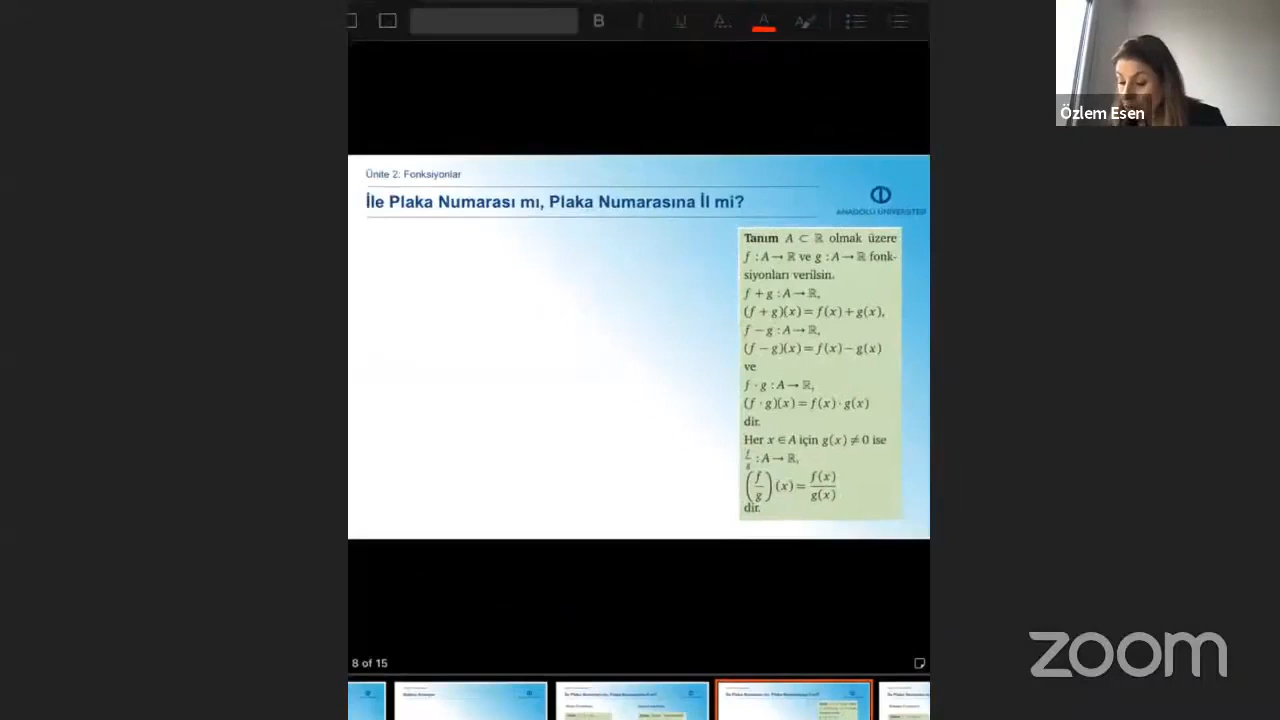 B
Özlem Esen
Ünite 2: Fonksiyonlar
İle Plaka Numarası mı, Plaka Numarasına İl mi?
ANADOLU ÜNİVERSİTESİ
Tanım A ⊂ ℝ olmak üzere
f : A → ℝ ve g : A → ℝ fonk-
siyonları verilsin.
f + g : A → ℝ,
(f + g)(x) = f(x) + g(x),
f − g : A → ℝ,
(f − g)(x) = f(x) − g(x)
ve
f · g : A → ℝ,
(f · g)(x) = f(x) · g(x)
dir.
Her x ∈ A için g(x) ≠ 0 ise
f/g : A → ℝ,
(f/g)(x) = f(x)/g(x)
dir.
zoom
8 of 15